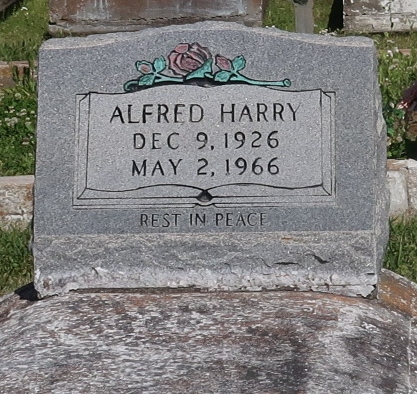 ALFRED HARRY
DEC 9, 1926
MAY 2, 1966
REST IN PEACE